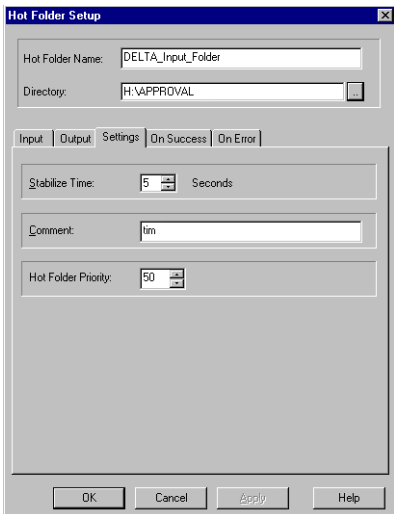 Hot Folder Setup
Hot Folder Name: DELTA_Input_Folder
Directory: H:\APPROVAL ..
Input Output Settings On Success On Error
Stabilize Time: 5 Seconds
Comment: tim
Hot Folder Priority: 50
OK Cancel Apply Help